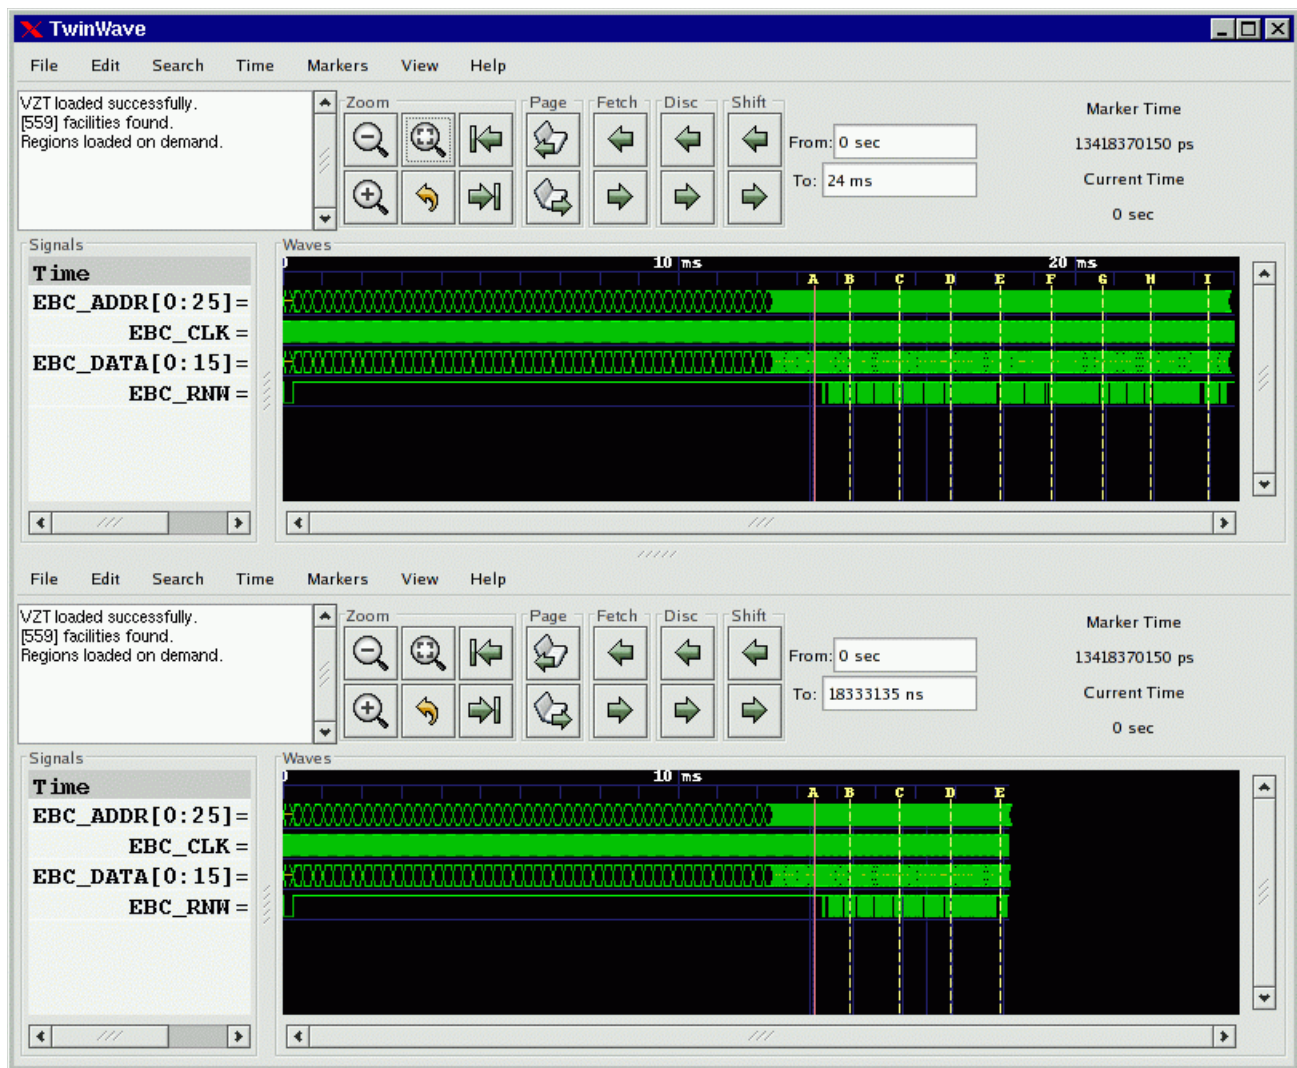 TwinWave
File Edit Search Time Markers View Help
VZT loaded successfully.
[559] facilities found.
Regions loaded on demand.
Zoom Page Fetch Disc Shift
From: 0 sec
To: 24 ms
Marker Time
13418370150 ps
Current Time
0 sec
Signals
Time
EBC_ADDR[0:25]=
EBC_CLK =
EBC_DATA[0:15]=
EBC_RNW =
Waves
0 10 ms 20 ms
A B C D E F G H I
File Edit Search Time Markers View Help
VZT loaded successfully.
[559] facilities found.
Regions loaded on demand.
Zoom Page Fetch Disc Shift
From: 0 sec
To: 18333135 ns
Marker Time
13418370150 ps
Current Time
0 sec
Signals
Time
EBC_ADDR[0:25]=
EBC_CLK =
EBC_DATA[0:15]=
EBC_RNW =
Waves
0 10 ms
A B C D E